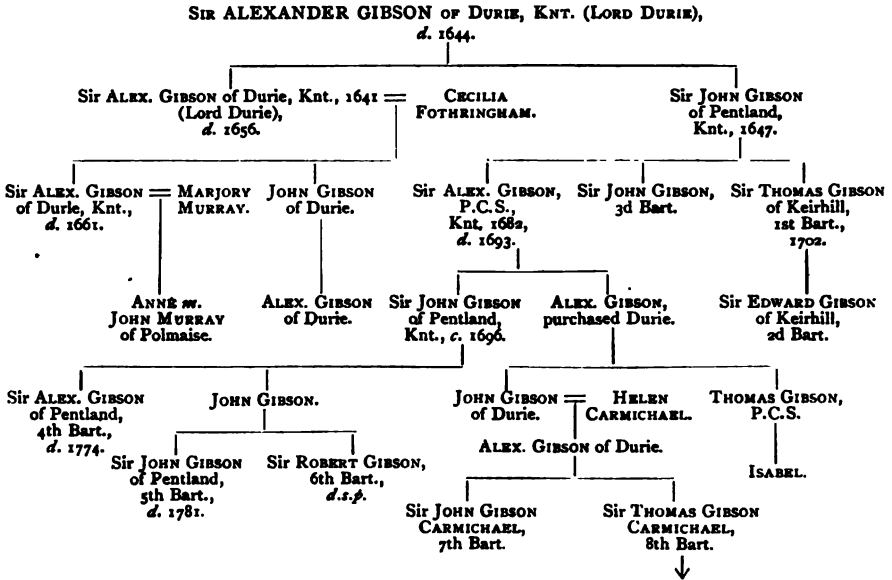 SIR ALEXANDER GIBSON OF DURIE, KNT. (LORD DURIE),
d. 1644.
Sir ALEX. GIBSON of Durie, Knt., 1641 = CECILIA
(Lord Durie), FOTHRINGHAM.
d. 1656.
Sir JOHN GIBSON
of Pentland,
Knt., 1647.
Sir ALEX. GIBSON = MARJORY
of Durie, Knt., MURRAY.
d. 1661.
JOHN GIBSON
of Durie.
Sir ALEX. GIBSON,
P.C.S.,
Knt. 1682,
d. 1693.
Sir JOHN GIBSON,
3d Bart.
Sir THOMAS GIBSON
of Keirhill,
1st Bart.,
1702.
ANNE m.
JOHN MURRAY
of Polmaise.
ALEX. GIBSON
of Durie.
Sir JOHN GIBSON
of Pentland,
Knt., c. 1696.
ALEX. GIBSON,
purchased Durie.
Sir EDWARD GIBSON
of Keirhill,
2d Bart.
Sir ALEX. GIBSON
of Pentland,
4th Bart.,
d. 1774.
JOHN GIBSON.
JOHN GIBSON = HELEN
of Durie. CARMICHAEL.
THOMAS GIBSON,
P.C.S.
Sir JOHN GIBSON
of Pentland,
5th Bart.,
d. 1781.
Sir ROBERT GIBSON,
6th Bart.,
d.s.p.
ALEX. GIBSON of Durie.
ISABEL.
Sir JOHN GIBSON
CARMICHAEL,
7th Bart.
Sir THOMAS GIBSON
CARMICHAEL,
8th Bart.